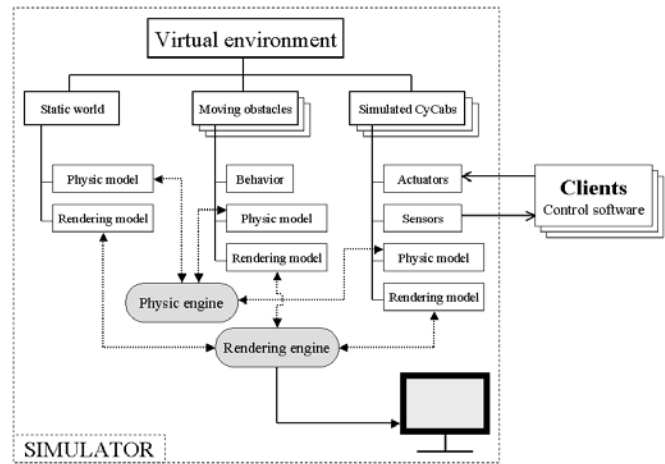 Virtual environment
Static world
Moving obstacles
Simulated CyCabs
Physic model
Rendering model
Behavior
Physic model
Rendering model
Actuators
Sensors
Physic model
Rendering model
Clients
Control software
Physic engine
Rendering engine
SIMULATOR